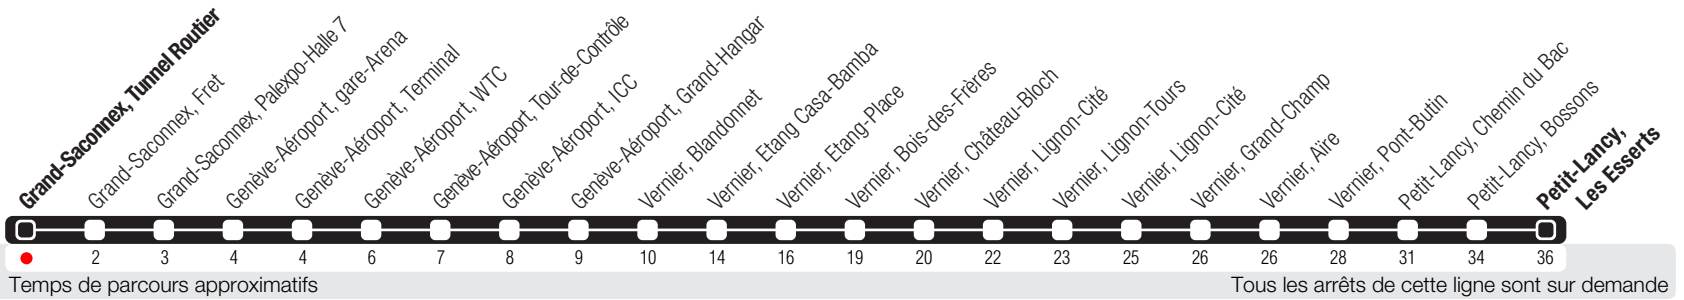 Grand-Saconnex, Tunnel Routier
Grand-Saconnex, Fret
Grand-Saconnex, Palexpo-Halle 7
Genève-Aéroport, gare-Arena
Genève-Aéroport, Terminal
Genève-Aéroport, WTC
Genève-Aéroport, Tour-de-Contrôle
Genève-Aéroport, ICC
Genève-Aéroport, Grand-Hangar
Vernier, Blandonnet
Vernier, Etang Casa-Bamba
Vernier, Etang-Place
Vernier, Bois-des-Frères
Vernier, Château-Bloch
Vernier, Lignon-Cité
Vernier, Lignon-Tours
Vernier, Lignon-Cité
Vernier, Grand-Champ
Vernier, Aïre
Vernier, Pont-Butin
Petit-Lancy, Chemin du Bac
Petit-Lancy, Bossons
Petit-Lancy,
Les Esserts
2 3 4 4 6 7 8 9 10 14 16 19 20 22 23 25 26 26 28 31 34 36
Temps de parcours approximatifs
Tous les arrêts de cette ligne sont sur demande